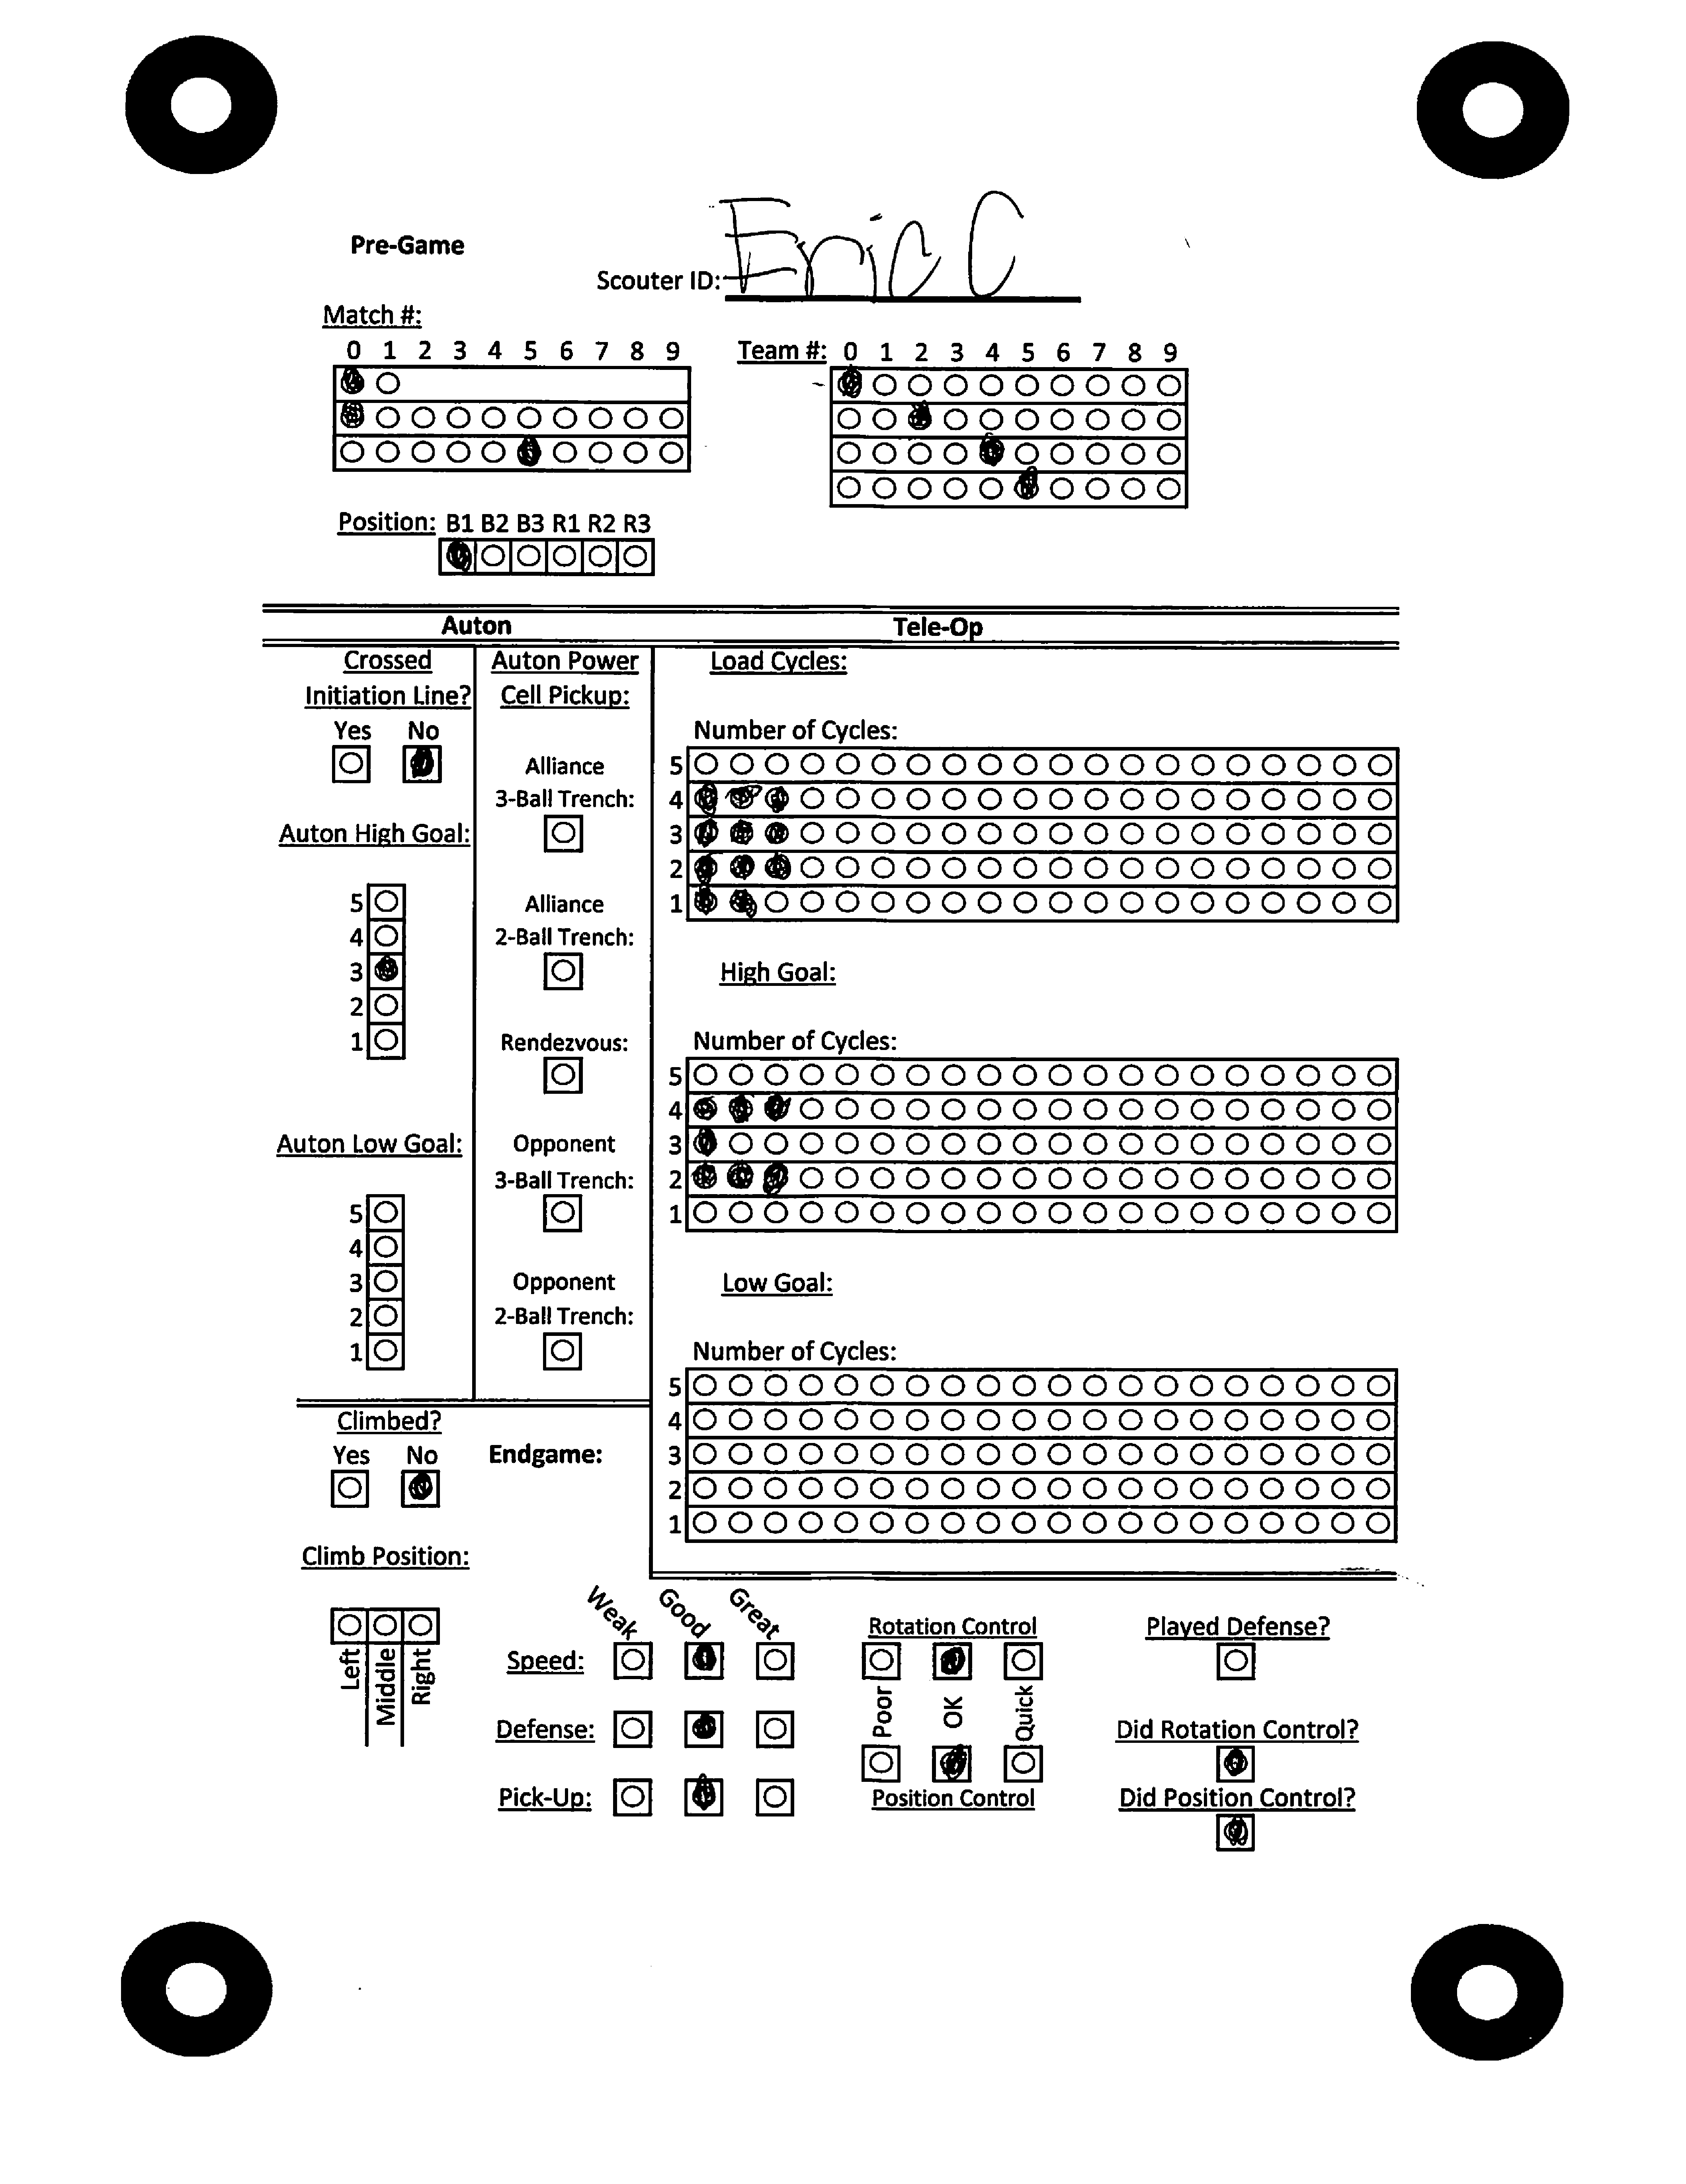 Pre-Game
Scouter ID: Eric C
Match #:
0 1 2 3 4 5 6 7 8 9
Team #: 0 1 2 3 4 5 6 7 8 9
Position: B1 B2 B3 R1 R2 R3
Auton
Tele-Op
Crossed
Initiation Line?
Yes No
Auton High Goal:
5
4
3
2
1
Auton Low Goal:
5
4
3
2
1
Auton Power
Cell Pickup:
Alliance
3-Ball Trench:
Alliance
2-Ball Trench:
Rendezvous:
Opponent
3-Ball Trench:
Opponent
2-Ball Trench:
Load Cycles:
Number of Cycles:
5
4
3
2
1
High Goal:
Number of Cycles:
5
4
3
2
1
Low Goal:
Number of Cycles:
5
4
3
2
1
Climbed?
Yes No
Endgame:
Climb Position:
Left
Middle
Right
Weak
Good
Great
Speed:
Defense:
Pick-Up:
Rotation Control
Poor
OK
Quick
Position Control
Played Defense?
Did Rotation Control?
Did Position Control?